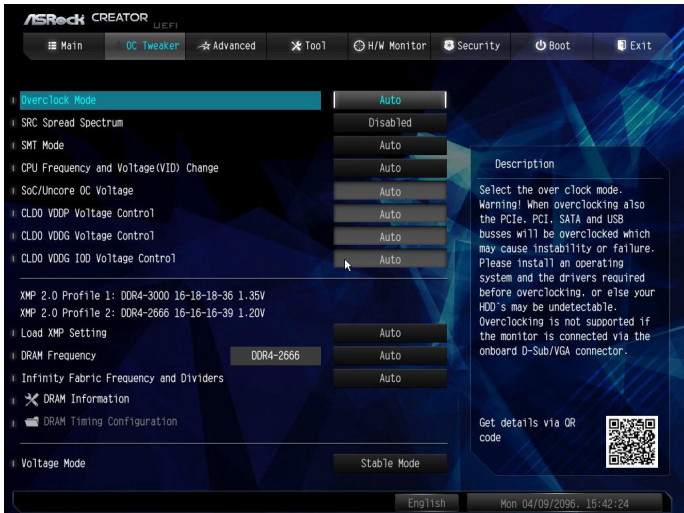 ASRock CREATOR UEFI
Main OC Tweaker Advanced Tool H/W Monitor Security Boot Exit
Overclock Mode Auto
SRC Spread Spectrum Disabled
SMT Mode Auto
CPU Frequency and Voltage(VID) Change Auto
SoC/Uncore OC Voltage Auto
CLDO VDDP Voltage Control Auto
CLDO VDDG Voltage Control Auto
CLDO VDDG IOD Voltage Control Auto
XMP 2.0 Profile 1: DDR4-3000 16-18-18-36 1.35V
XMP 2.0 Profile 2: DDR4-2666 16-16-16-39 1.20V
Load XMP Setting Auto
DRAM Frequency DDR4-2666 Auto
Infinity Fabric Frequency and Dividers Auto
DRAM Information
DRAM Timing Configuration
Voltage Mode Stable Mode
Description
Select the over clock mode.
Warning! When overclocking also
the PCIe, PCI, SATA and USB
busses will be overclocked which
may cause instability or failure.
Please install an operating
system and the drivers required
before overclocking, or else your
HDD`s may be undetectable.
Overclocking is not supported if
the monitor is connected via the
onboard D-Sub/VGA connector.
Get details via QR
code
English Mon 04/09/2096, 15:42:24